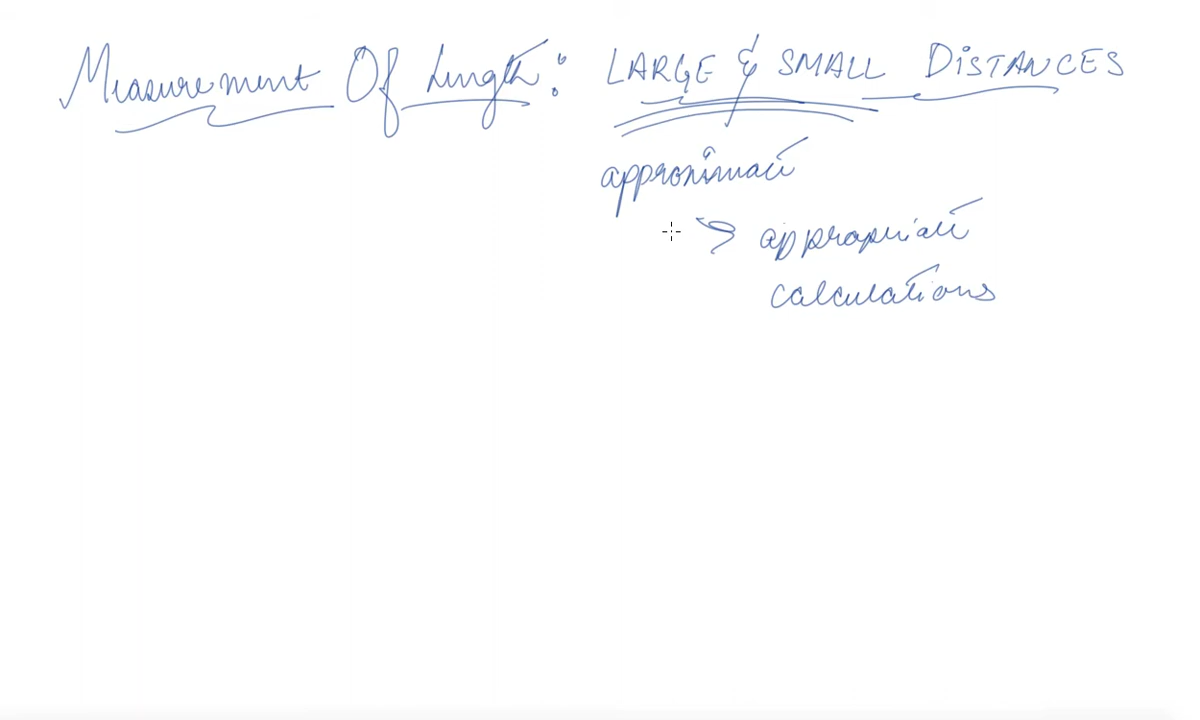 Measurement Of Length: LARGE & SMALL DISTANCES
approximate
appropriate
calculations